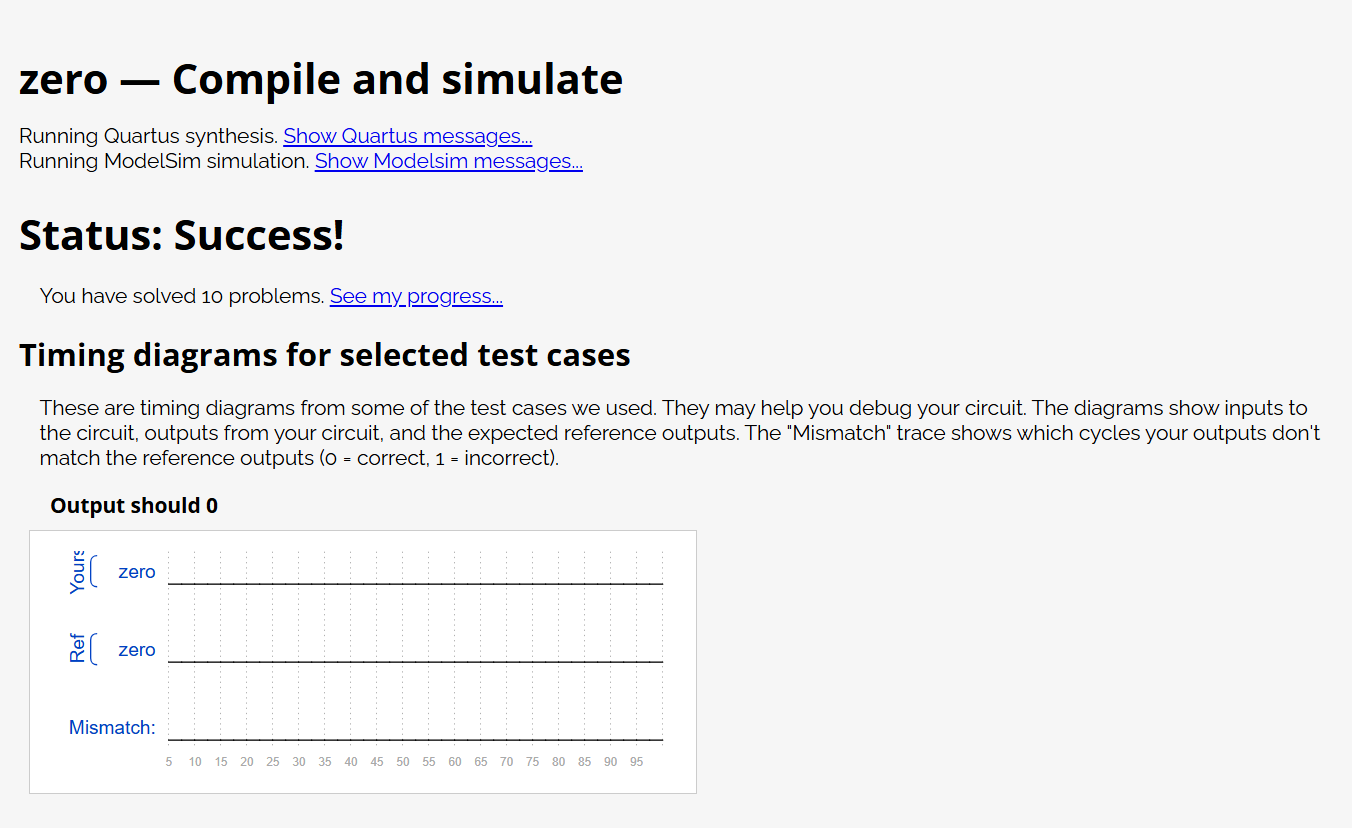 zero — Compile and simulate
Running Quartus synthesis. Show Quartus messages...
Running ModelSim simulation. Show Modelsim messages...
Status: Success!
You have solved 10 problems. See my progress...
Timing diagrams for selected test cases
These are timing diagrams from some of the test cases we used. They may help you debug your circuit. The diagrams show inputs to
the circuit, outputs from your circuit, and the expected reference outputs. The "Mismatch" trace shows which cycles your outputs don't
match the reference outputs (0 = correct, 1 = incorrect).
Output should 0
Yours zero
Ref zero
Mismatch:
5 10 15 20 25 30 35 40 45 50 55 60 65 70 75 80 85 90 95